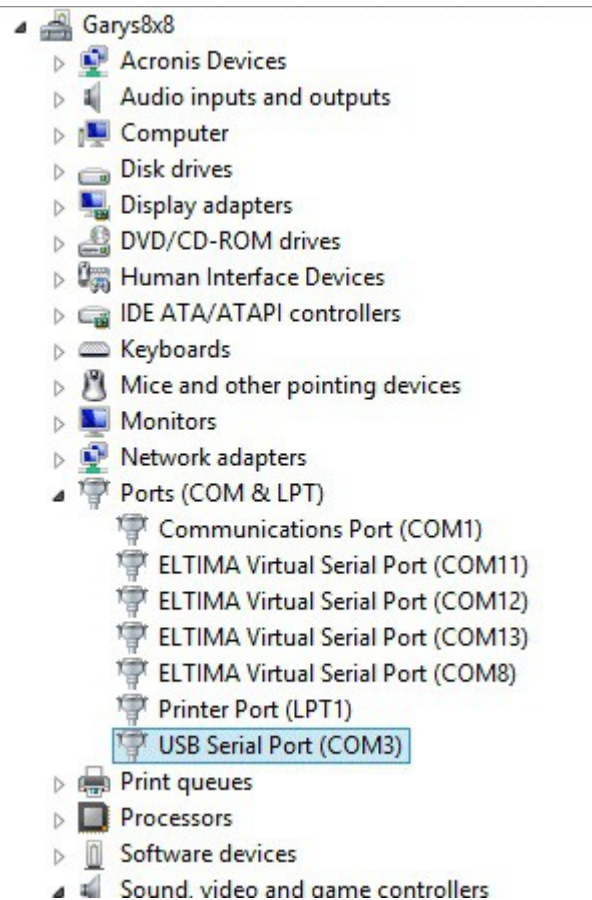 Garys8x8
Acronis Devices
Audio inputs and outputs
Computer
Disk drives
Display adapters
DVD/CD-ROM drives
Human Interface Devices
IDE ATA/ATAPI controllers
Keyboards
Mice and other pointing devices
Monitors
Network adapters
Ports (COM & LPT)
Communications Port (COM1)
ELTIMA Virtual Serial Port (COM11)
ELTIMA Virtual Serial Port (COM12)
ELTIMA Virtual Serial Port (COM13)
ELTIMA Virtual Serial Port (COM8)
Printer Port (LPT1)
USB Serial Port (COM3)
Print queues
Processors
Software devices
Sound, video and game controllers